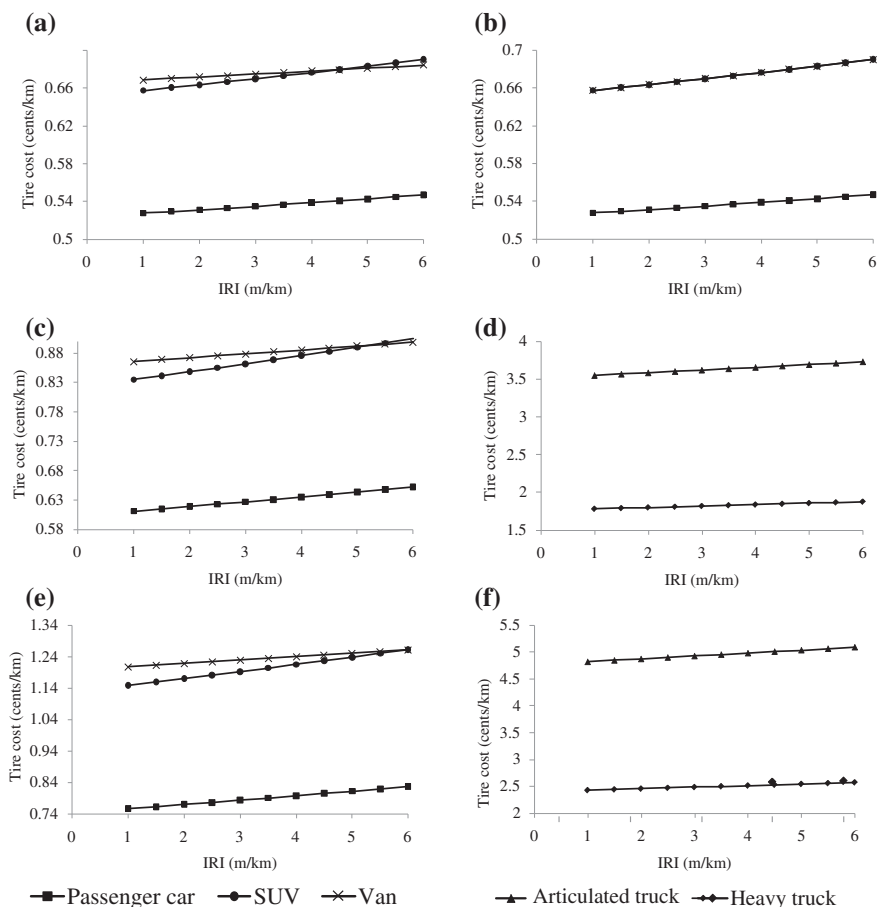 (a)
Tire cost (cents/km)
0.66
0.62
0.58
0.54
0.5
0 1 2 3 4 5 6
IRI (m/km)
(b)
Tire cost (cents/km)
0.7
0.66
0.62
0.58
0.54
0.5
0 1 2 3 4 5 6
IRI (m/km)
(c)
Tire cost (cents/km)
0.88
0.83
0.78
0.73
0.68
0.63
0.58
0 1 2 3 4 5 6
IRI (m/km)
(d)
Tire cost (cents/km)
4
3.5
3
2.5
2
1.5
0 1 2 3 4 5 6
IRI (m/km)
(e)
Tire cost (cents/km)
1.34
1.24
1.14
1.04
0.94
0.84
0.74
0 1 2 3 4 5 6
IRI (m/km)
(f)
Tire cost (cents/km)
5.5
5
4.5
4
3.5
3
2.5
2
0 1 2 3 4 5 6
IRI (m/km)
Passenger car SUV Van Articulated truck Heavy truck